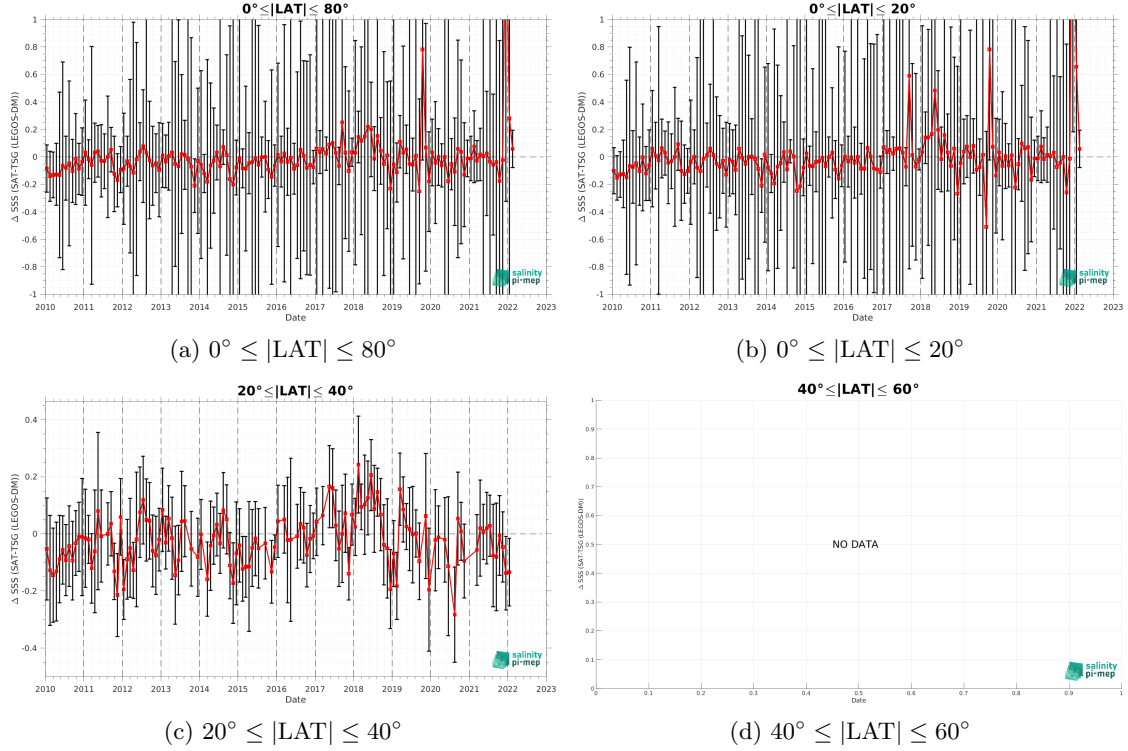 0°≤|LAT|≤ 80°
Δ SSS (SAT-TSG (LEGOS-DM))
1
0.8
0.6
0.4
0.2
0
-0.2
-0.4
-0.6
-0.8
-1
2010 2011 2012 2013 2014 2015 2016 2017 2018 2019 2020 2021 2022 2023
Date
salinity
pi-mep
(a) 0° ≤ |LAT| ≤ 80°
0°≤|LAT|≤ 20°
Δ SSS (SAT-TSG (LEGOS-DM))
1
0.8
0.6
0.4
0.2
0
-0.2
-0.4
-0.6
-0.8
-1
2010 2011 2012 2013 2014 2015 2016 2017 2018 2019 2020 2021 2022 2023
Date
salinity
pi-mep
(b) 0° ≤ |LAT| ≤ 20°
20°≤|LAT|≤ 40°
Δ SSS (SAT-TSG (LEGOS-DM))
0.4
0.2
0
-0.2
-0.4
2010 2011 2012 2013 2014 2015 2016 2017 2018 2019 2020 2021 2022 2023
Date
salinity
pi-mep
(c) 20° ≤ |LAT| ≤ 40°
40°≤|LAT|≤ 60°
Δ SSS (SAT-TSG (LEGOS-DM))
1
0.9
0.8
0.7
0.6
0.5
0.4
0.3
0.2
0.1
0
NO DATA
0 0.1 0.2 0.3 0.4 0.5 0.6 0.7 0.8 0.9 1
Date
salinity
pi-mep
(d) 40° ≤ |LAT| ≤ 60°